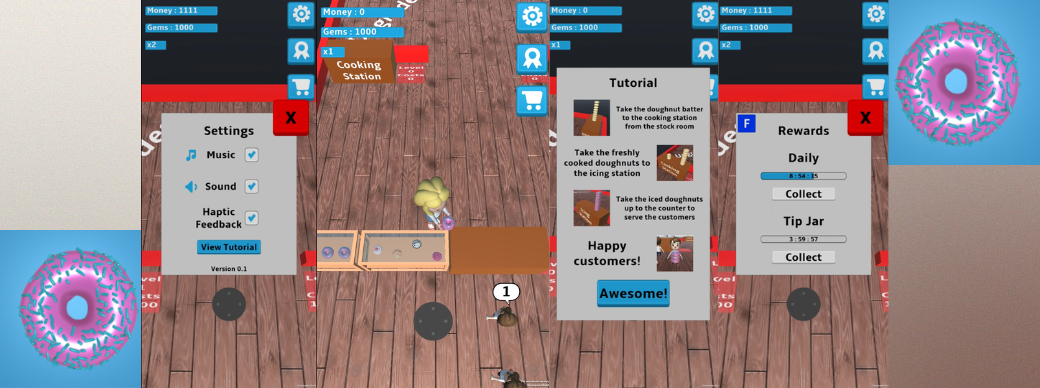 Money : 1111
Gems : 1000
x2
Settings
X
Music
Sound
Haptic
Feedback
View Tutorial
Version 0.1
Money : 0
Gems : 1000
x1
Cooking
Station
Level
0
Costs
0
1
Money : 0
Gems : 1000
x1
Tutorial
Take the doughnut batter
to the cooking station
from the stock room
Take the freshly
cooked doughnuts to
the icing station
Take the iced doughnuts
up to the counter to
serve the customers
Happy
customers!
Awesome!
Money : 1111
Gems : 1000
x2
F
X
Rewards
Daily
8:54:15
Collect
Tip Jar
3:59:57
Collect